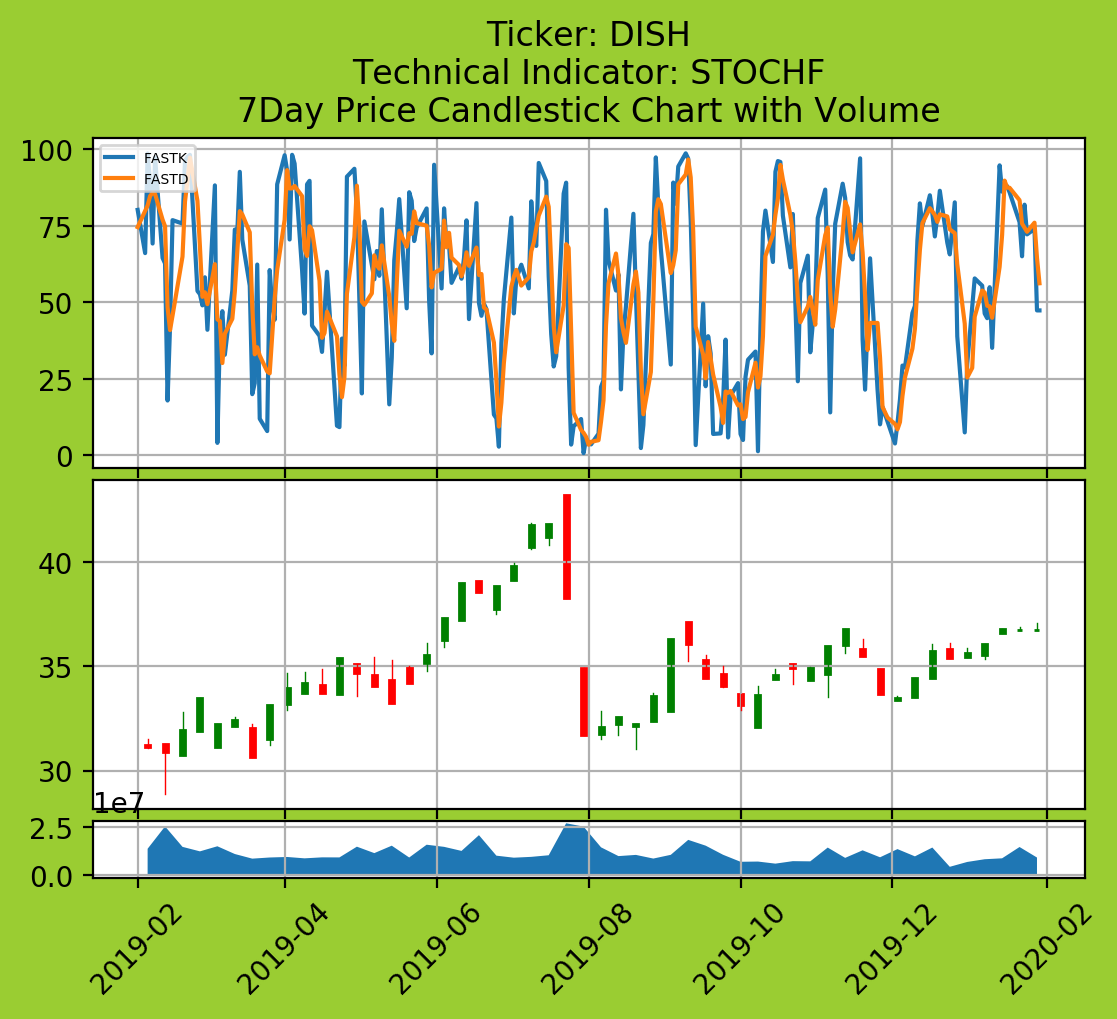 Ticker: DISH
Technical Indicator: STOCHF
7Day Price Candlestick Chart with Volume
100
75
50
25
0
FASTK
FASTD
40
35
30
1e7
2.5
0.0
2019-02
2019-04
2019-06
2019-08
2019-10
2019-12
2020-02